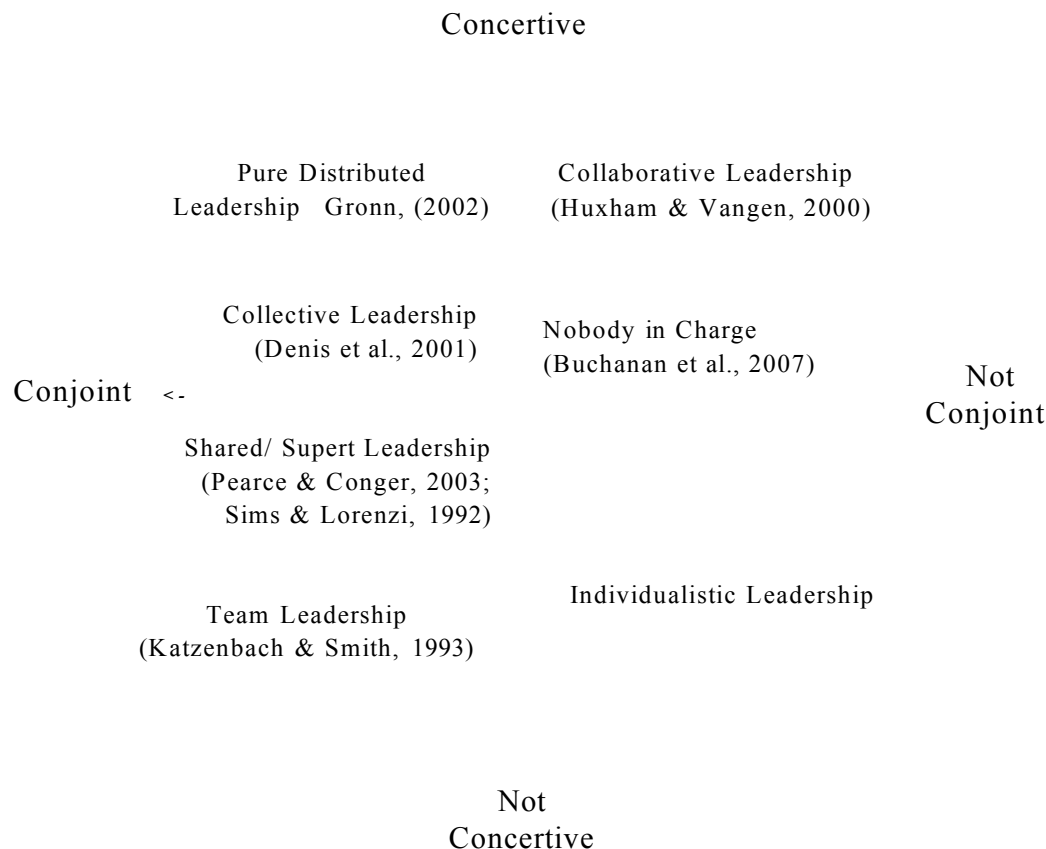 Concertive
Pure Distributed
Leadership Gronn, (2002)
Collaborative Leadership
(Huxham & Vangen, 2000)
Collective Leadership
(Denis et al., 2001)
Nobody in Charge
(Buchanan et al., 2007)
Conjoint <-
Not
Conjoint
Shared/ Supert Leadership
(Pearce & Conger, 2003;
Sims & Lorenzi, 1992)
Individualistic Leadership
Team Leadership
(Katzenbach & Smith, 1993)
Not
Concertive